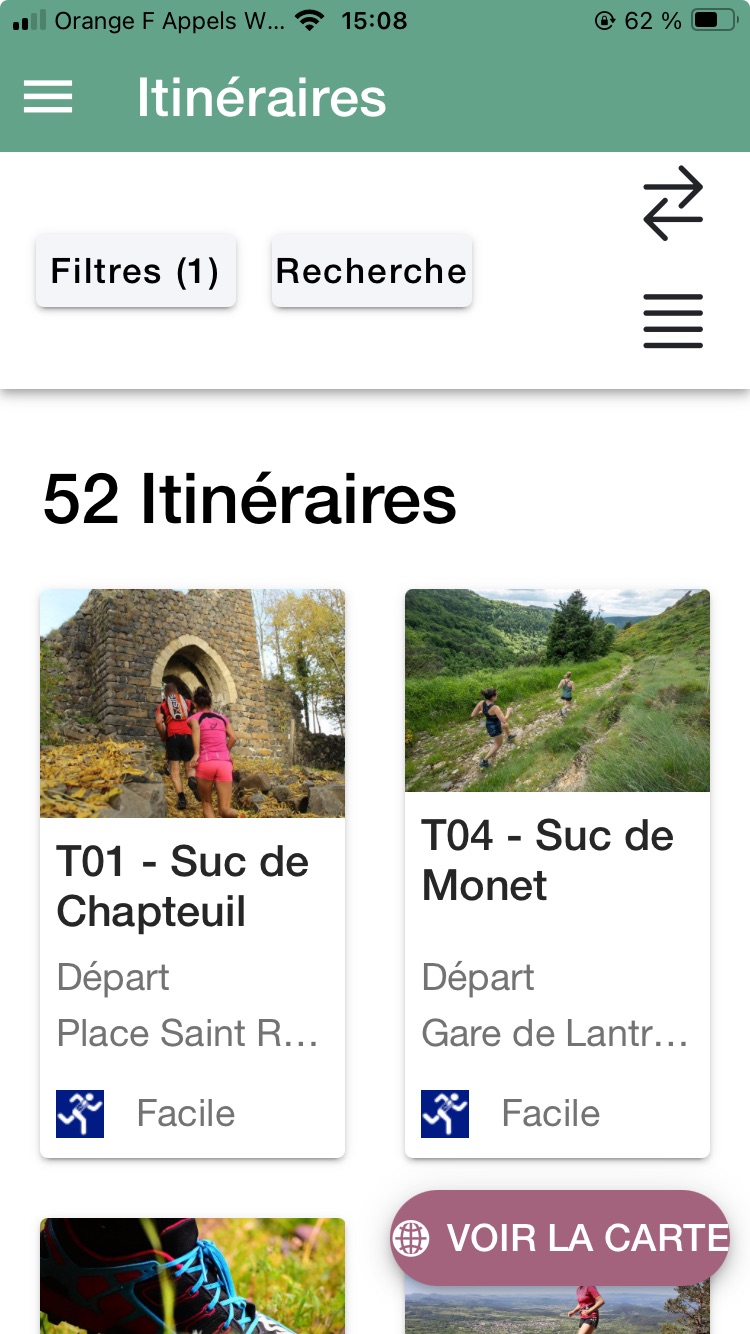 Orange F Appels W... 15:08 62 %
Itinéraires
Filtres (1) Recherche
52 Itinéraires
T01 - Suc de
Chapteuil
Départ
Place Saint R...
Facile
T04 - Suc de
Monet
Départ
Gare de Lantr...
Facile
VOIR LA CARTE